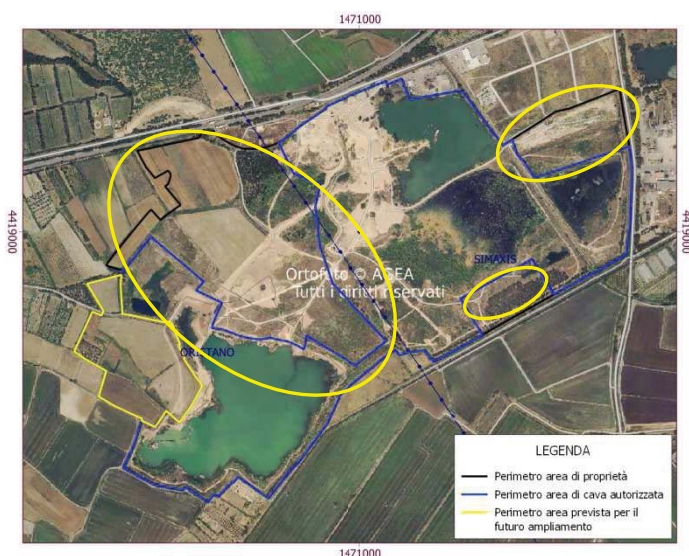 1471000
4419000
4419000
SIMAXIS
Ortofoto © AGEA
Tutti i diritti riservati
ORISTANO
LEGENDA
Perimetro area di proprietà
Perimetro area di cava autorizzata
Perimetro area prevista per il
futuro ampliamento
1471000